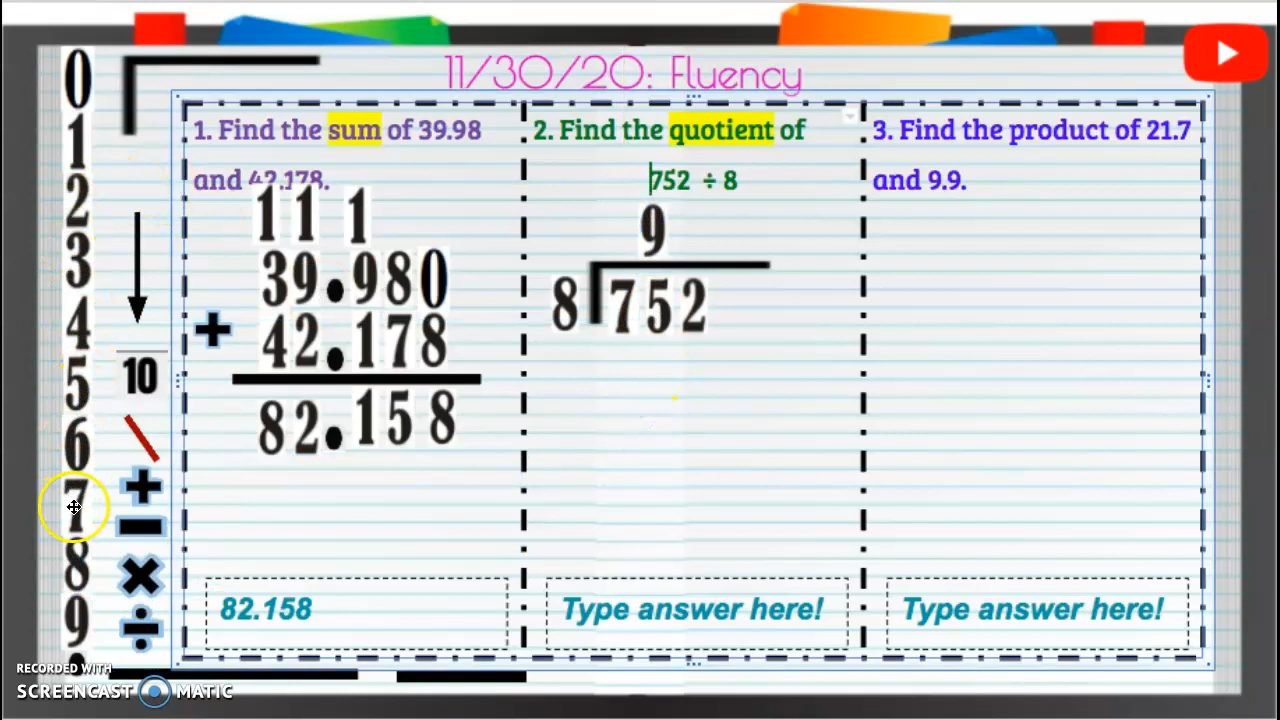 11/30/20: Fluency
0
1
2
3
4
5
6
7
8
9
.
10
+
−
×
÷
1. Find the sum of 39.98
and 42.178.
1 1 1
39.980
+ 42.178
82.158
82.158
2. Find the quotient of
752 ÷ 8
9
8 752
Type answer here!
3. Find the product of 21.7
and 9.9.
Type answer here!
RECORDED WITH
SCREENCAST MATIC